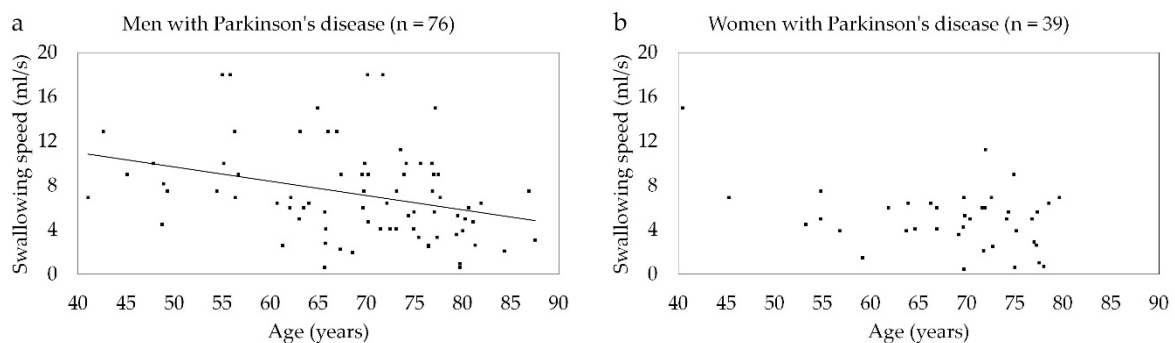 a Men with Parkinson's disease (n = 76)
Swallowing speed (ml/s)
20
16
12
8
4
0
40 45 50 55 60 65 70 75 80 85 90
Age (years)
b Women with Parkinson's disease (n = 39)
Swallowing speed (ml/s)
20
16
12
8
4
0
40 45 50 55 60 65 70 75 80 85 90
Age (years)